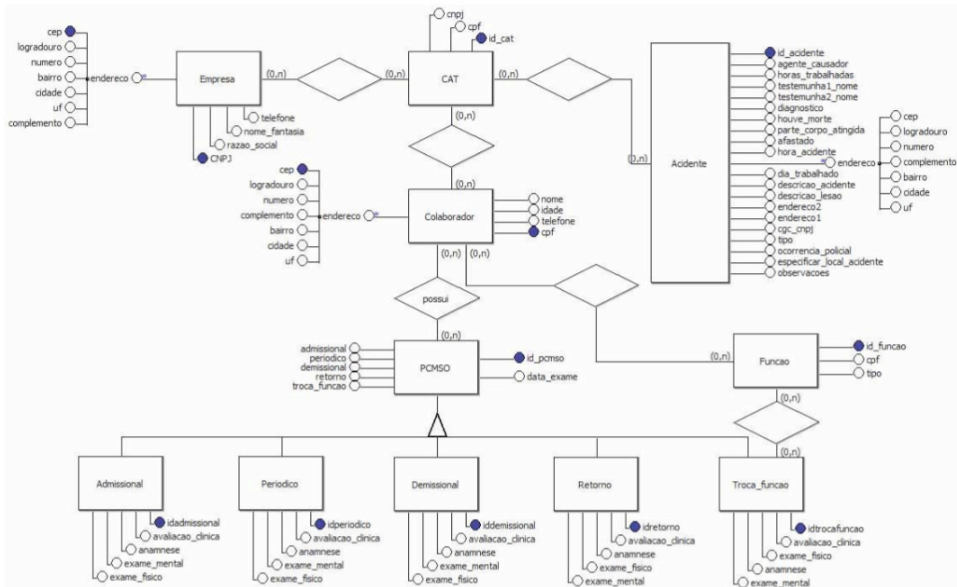 cnpj
cpf
id_cat
cep
logradouro
numero
bairro
cidade
uf
complemento
endereco
Empresa
(0,n)
(0,n)
CAT
(0,n)
(0,n)
telefone
nome_fantasia
razao_social
CNPJ
(0,n)
(0,n)
Acidente
id_acidente
agente_causador
horas_trabalhadas
testemunha1_nome
testemunha2_nome
diagnostico
houve_morte
parte_corpo_atingida
afastado
hora_acidente
endereco
cep
logradouro
numero
complemento
bairro
cidade
uf
dia_trabalhado
descricao_acidente
descricao_lesao
endereco2
endereco1
cgc_cnpj
tipo
ocorrencia_policial
especificar_local_acidente
observacoes
cep
logradouro
numero
complemento
bairro
cidade
uf
endereco
Colaborador
nome
idade
telefone
cpf
(0,n)
(0,n)
possui
(0,n)
admissional
periodico
demissional
retorno
troca_funcao
PCMSO
id_pcmso
data_exame
(0,n)
Funcao
id_funcao
cpf
tipo
(0,n)
(0,n)
Admissional
Periodico
Demissional
Retorno
Troca_funcao
idadmissional
avaliacao_clinica
anamnese
exame_mental
exame_fisico
idperiodico
avaliacao_clinica
anamnese
exame_mental
exame_fisico
iddemissional
avaliacao_clinica
anamnese
exame_mental
exame_fisico
idretorno
avaliacao_clinica
anamnese
exame_mental
exame_fisico
idtrocafuncao
avaliacao_clinica
anamnese
exame_mental
exame_fisico